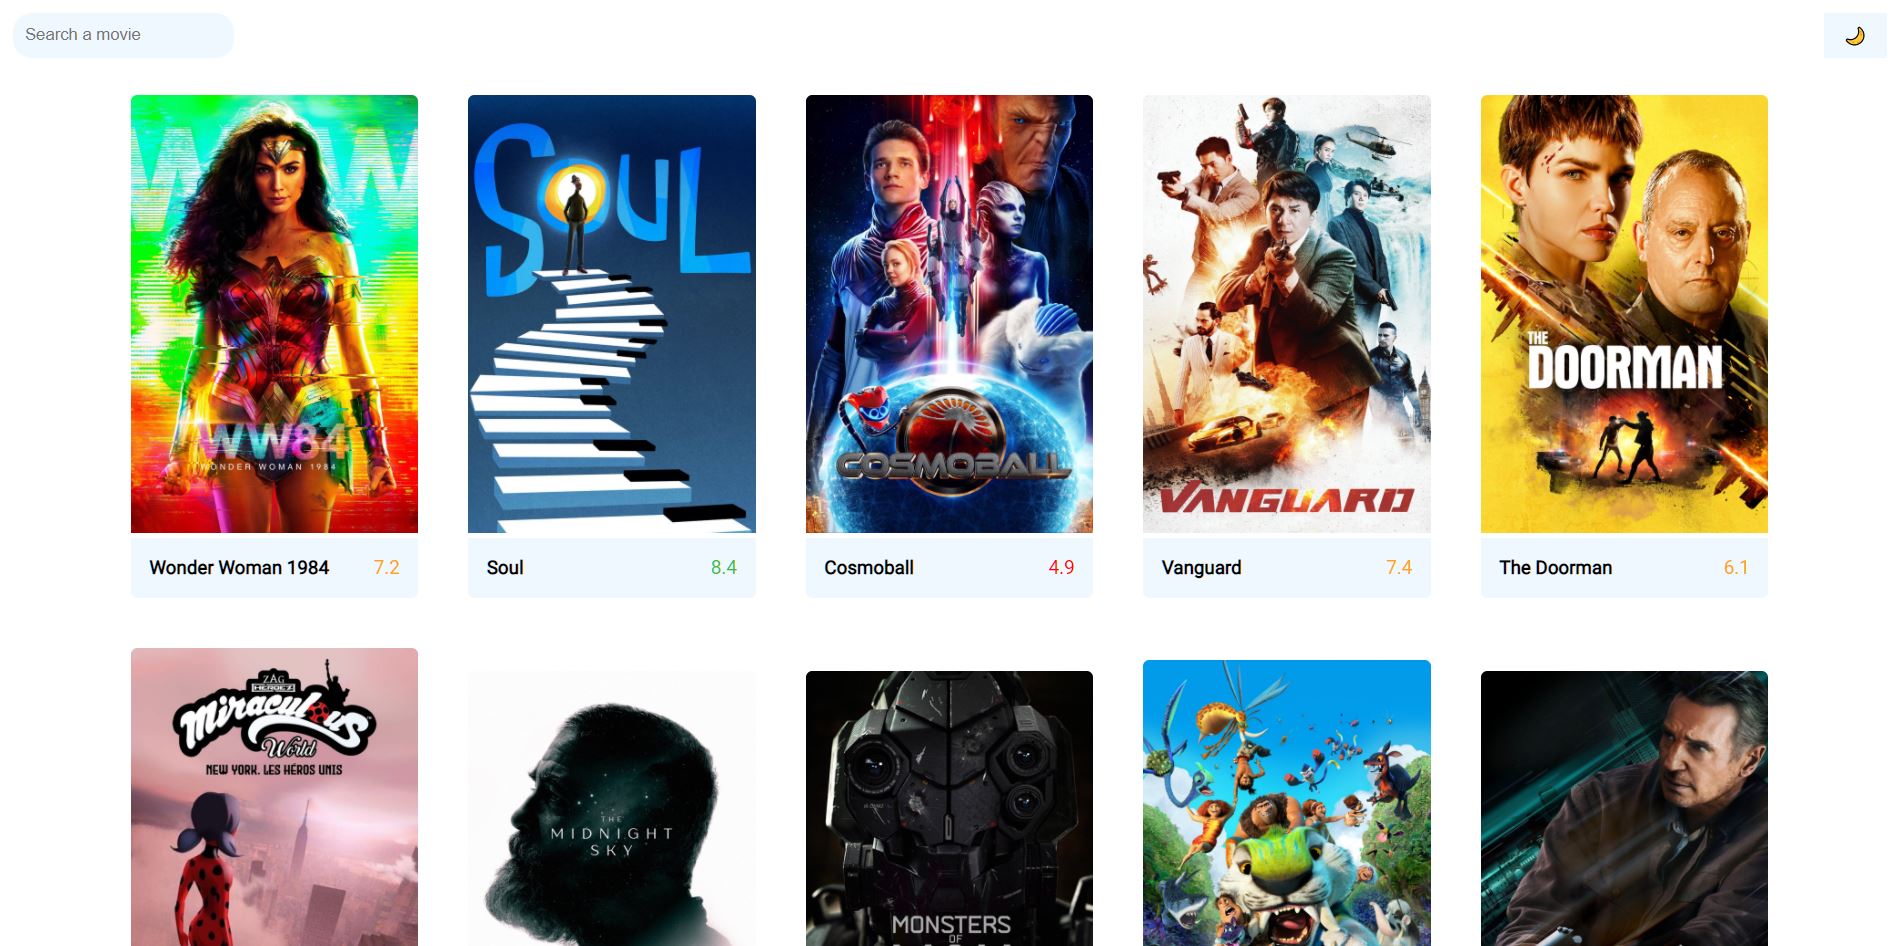 Search a movie
WW
WW84
WONDER WOMAN 1984
SOUL
COSMOBALL
VANGUARD
THE
DOORMAN
Wonder Woman 1984 7.2
Soul 8.4
Cosmoball 4.9
Vanguard 7.4
The Doorman 6.1
ZAG
HEROEZ
Miraculous
World
NEW YORK, LES HÉROS UNIS
THE
MIDNIGHT
SKY
MONSTERS
OF